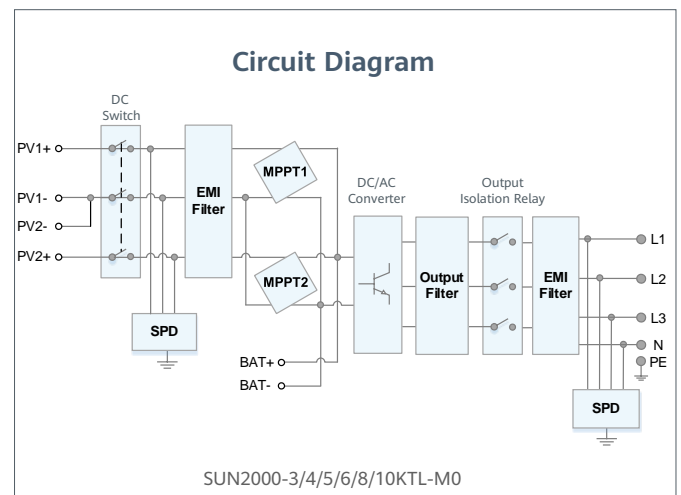 Circuit Diagram
DC
Switch
PV1+
PV1-
PV2-
PV2+
EMI
Filter
MPPT1
MPPT2
DC/AC
Converter
Output
Filter
Output
Isolation Relay
EMI
Filter
L1
L2
L3
N
PE
SPD
BAT+
BAT-
SPD
SUN2000-3/4/5/6/8/10KTL-M0